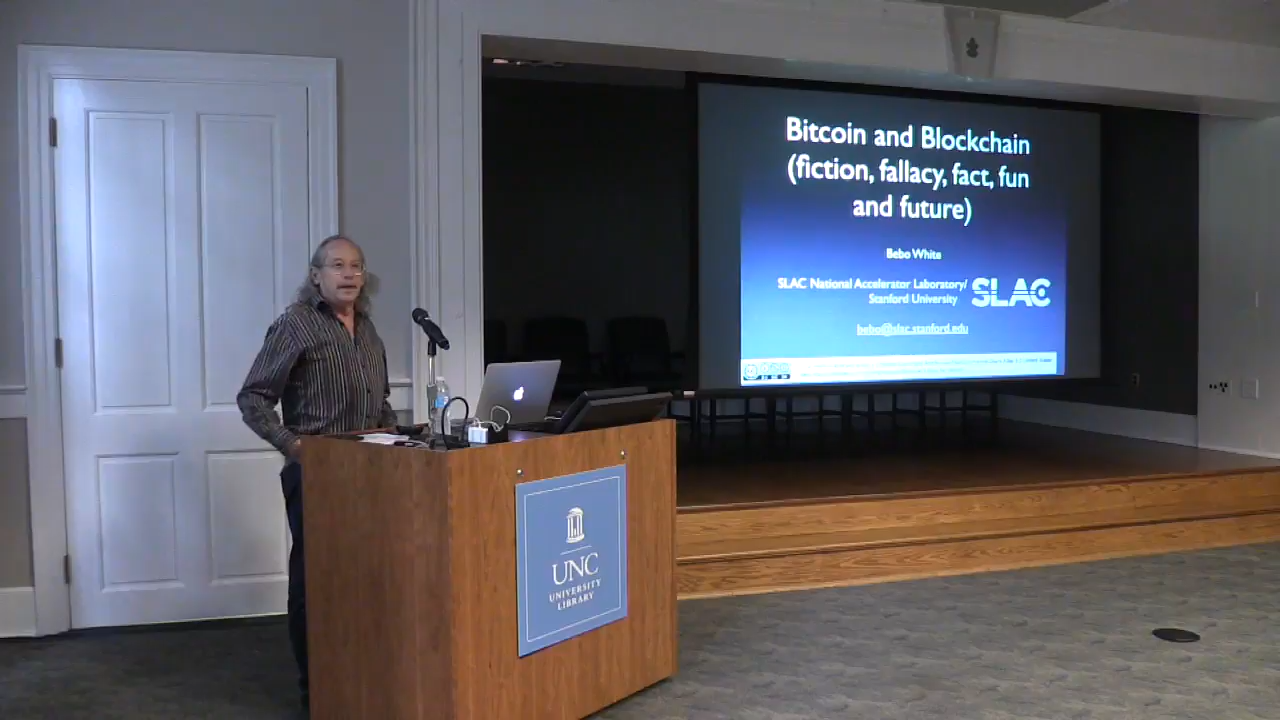 Bitcoin and Blockchain
(fiction, fallacy, fact, fun
and future)
Bebo White
SLAC National Accelerator Laboratory/
Stanford University
SLAC
bebo@slac.stanford.edu
UNC
UNIVERSITY
LIBRARY